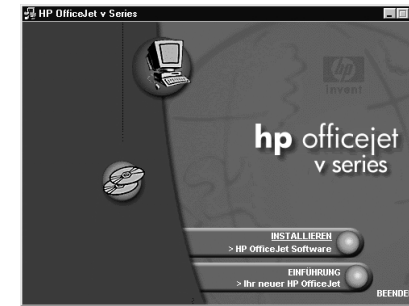 HP OfficeJet v Series
hp
invent
hp officejet
v series
INSTALLIEREN
> HP OfficeJet Software
EINFÜHRUNG
> Ihr neuer HP OfficeJet